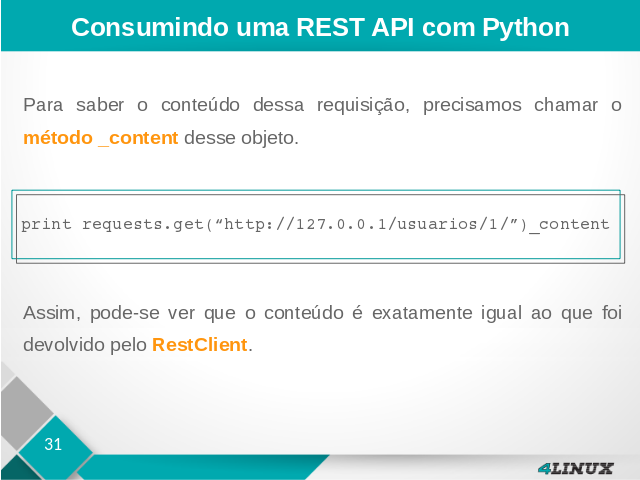 Consumindo uma REST API com Python
Para saber o conteúdo dessa requisição, precisamos chamar o
método _content desse objeto.
print requests.get(“http://127.0.0.1/usuarios/1/”)_content
Assim, pode-se ver que o conteúdo é exatamente igual ao que foi
devolvido pelo RestClient.
31
4LINUX